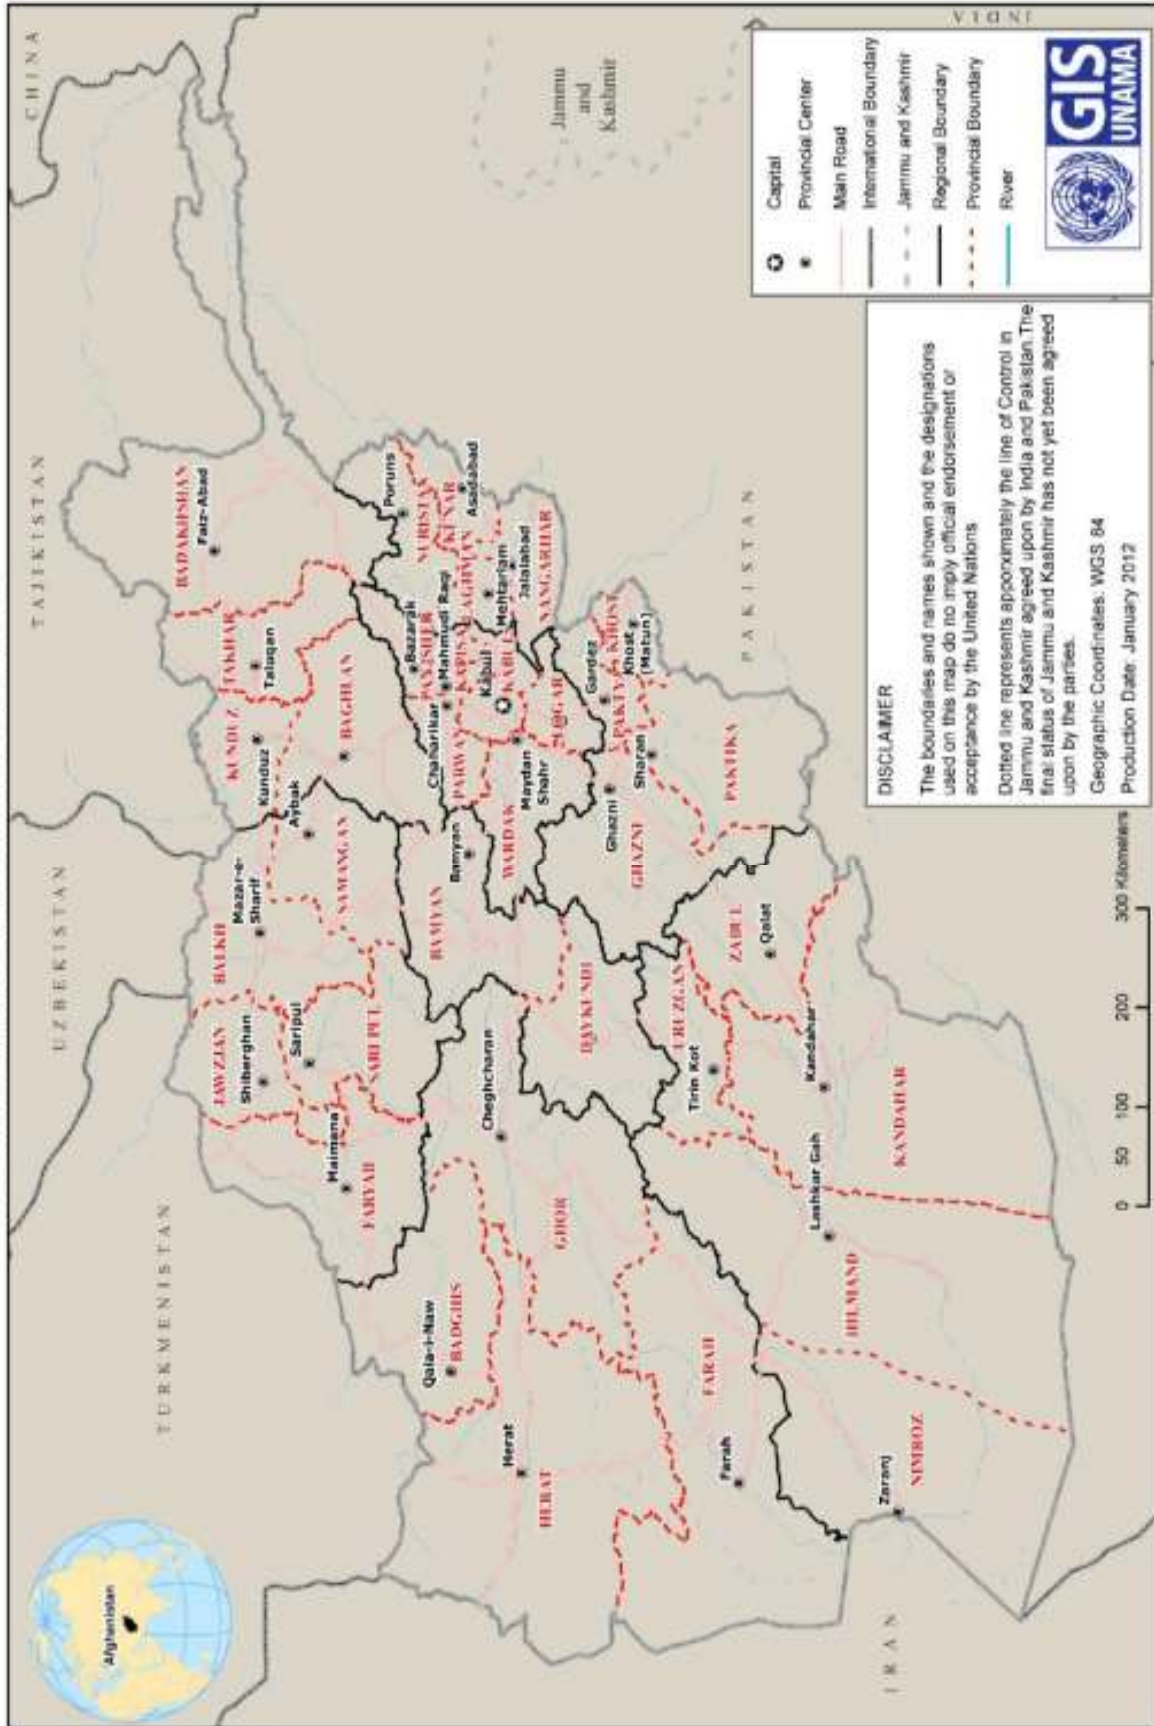 CHINA
TAJIKISTAN
UZBEKISTAN
TURKMENISTAN
IRAN
PAKISTAN
INDIA
Jammu
and
Kashmir
Afghanistan
BADAKHSHAN
Faiz-Abad
TAKHAR
Taluqan
KUNDUZ
Kunduz
BAGHLAN
BALKH
Mazar-e-
Sharif
Aybak
SAMANGAN
JAWZJAN
Shiberghan
Saripul
SARI PUL
Maimana
FARYAB
Qala-i-Naw
BADGHIS
Herat
HERAT
Cheghcharan
GHOR
BAMYAN
Bamyan
DAYKUNDI
Poruns
NURISTAN
KUNAR
Asadabad
LAGHMAN
Mehtarlam
Jalalabad
NANGARHAR
Bazarak
PANJSHER
Mahmudi Raqi
KAPISA
Charikar
PARWAN
Kabul
KABUL
Maydan
Shahr
WARDAK
Gardez
Khost
(Matun)
KHOST
PAKTYA
Sharan
PAKTIKA
Ghazni
GHAZNI
ZABUL
Qalat
URUZGAN
Tirin Kot
Kandahar
KANDAHAR
Lashkar Gah
HILMAND
FARAH
Farah
Zaranj
NIMROZ
Capital
Provincial Center
Main Road
International Boundary
Jammu and Kashmir
Regional Boundary
Provincial Boundary
River
GIS
UNAMA
DISCLAIMER
The boundaries and names shown and the designations
used on this map do no imply official endorsement or
acceptance by the United Nations
Dotted line represents apporximately the line of Control in
Jammu and Kashmir agreed upon by India and Pakistan.The
final status of Jammu and Kashmir has not yet been agreed
upon by the parties.
Geographic Coordinates: WGS 84
Production Date: January 2012
0 50 100 200 300 Kilometers